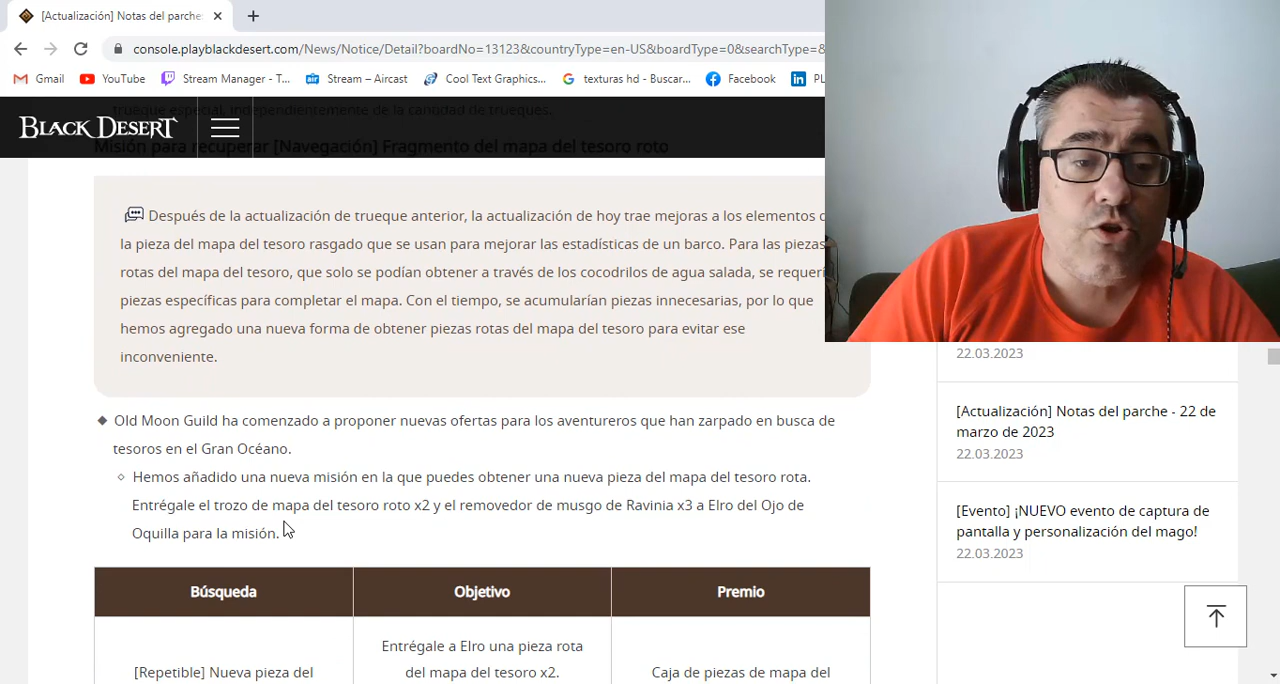 [Actualización] Notas del parche:
console.playblackdesert.com/News/Notice/Detail?boardNo=13123&countryType=en-US&boardType=0&searchType=&
Gmail YouTube Stream Manager - T... Stream – Aircast Cool Text Graphics... texturas hd - Buscar... Facebook PL
trueque especial, independientemente de la cantidad de trueques.
BLACK DESERT
Misión para recuperar [Navegación] Fragmento del mapa del tesoro roto
Después de la actualización de trueque anterior, la actualización de hoy trae mejoras a los elementos
la pieza del mapa del tesoro rasgado que se usan para mejorar las estadísticas de un barco. Para las piezas
rotas del mapa del tesoro, que solo se podían obtener a través de los cocodrilos de agua salada, se requerí
piezas específicas para completar el mapa. Con el tiempo, se acumularían piezas innecesarias, por lo que
hemos agregado una nueva forma de obtener piezas rotas del mapa del tesoro para evitar ese
inconveniente.
Old Moon Guild ha comenzado a proponer nuevas ofertas para los aventureros que han zarpado en busca de
tesoros en el Gran Océano.
Hemos añadido una nueva misión en la que puedes obtener una nueva pieza del mapa del tesoro rota.
Entrégale el trozo de mapa del tesoro roto x2 y el removedor de musgo de Ravinia x3 a Elro del Ojo de
Oquilla para la misión.
Búsqueda Objetivo Premio
Entrégale a Elro una pieza rota
[Repetible] Nueva pieza del del mapa del tesoro x2. Caja de piezas de mapa del
22.03.2023
[Actualización] Notas del parche - 22 de
marzo de 2023
22.03.2023
[Evento] ¡NUEVO evento de captura de
pantalla y personalización del mago!
22.03.2023